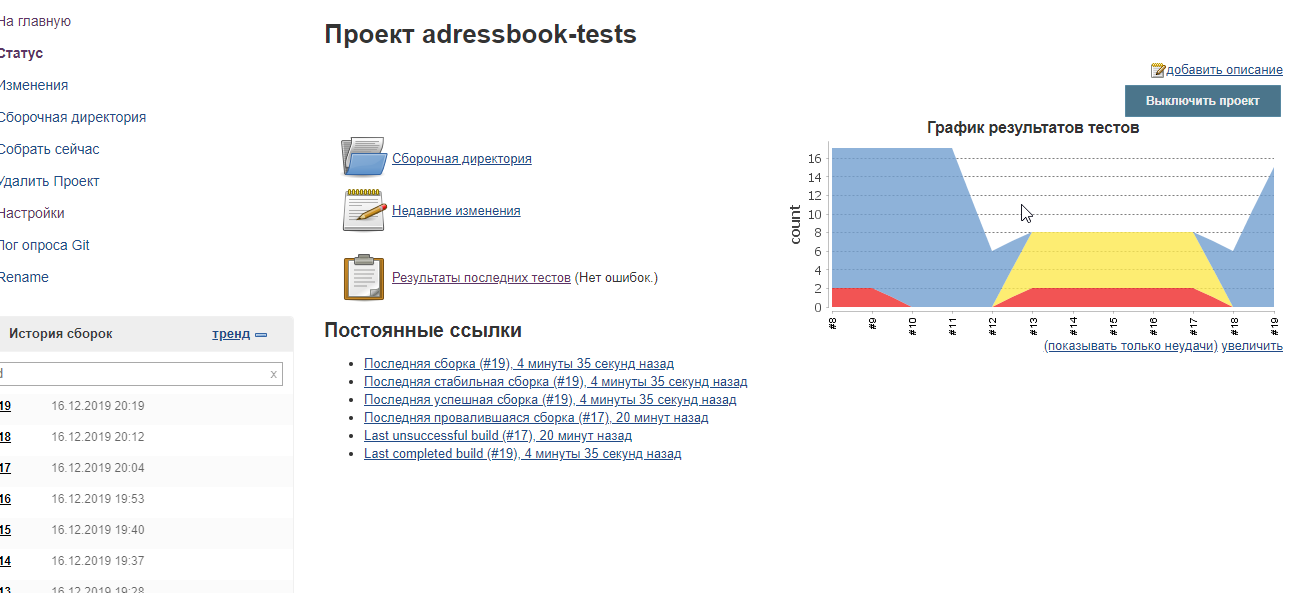 На главную
Статус
Изменения
Сборочная директория
Собрать сейчас
Удалить Проект
Настройки
Лог опроса Git
Rename
История сборок
тренд
d
x
19 16.12.2019 20:19
18 16.12.2019 20:12
17 16.12.2019 20:04
16 16.12.2019 19:53
15 16.12.2019 19:40
14 16.12.2019 19:37
13 16.12.2019 19:28
Проект adressbook-tests
добавить описание
Выключить проект
Сборочная директория
Недавние изменения
Результаты последних тестов (Нет ошибок.)
График результатов тестов
count
16
14
12
10
8
6
4
2
0
#8
#9
#10
#11
#12
#13
#14
#15
#16
#17
#18
#19
(показывать только неудачи) увеличить
Постоянные ссылки
Последняя сборка (#19), 4 минуты 35 секунд назад
Последняя стабильная сборка (#19), 4 минуты 35 секунд назад
Последняя успешная сборка (#19), 4 минуты 35 секунд назад
Последняя провалившаяся сборка (#17), 20 минут назад
Last unsuccessful build (#17), 20 минут назад
Last completed build (#19), 4 минуты 35 секунд назад